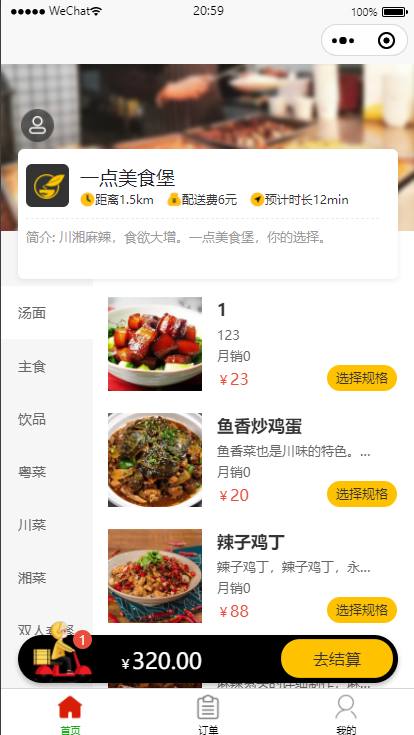 WeChat 20:59 100%
一点美食堡
距离1.5km 配送费6元 预计时长12min
简介: 川湘麻辣，食欲大增。一点美食堡，你的选择。
汤面
主食
饮品
粤菜
川菜
湘菜
1
123
月销0
￥23 选择规格
鱼香炒鸡蛋
鱼香菜也是川味的特色。...
月销0
￥20 选择规格
辣子鸡丁
辣子鸡丁，辣子鸡丁，永...
月销0
￥88 选择规格
1
￥320.00 去结算
首页 订单 我的